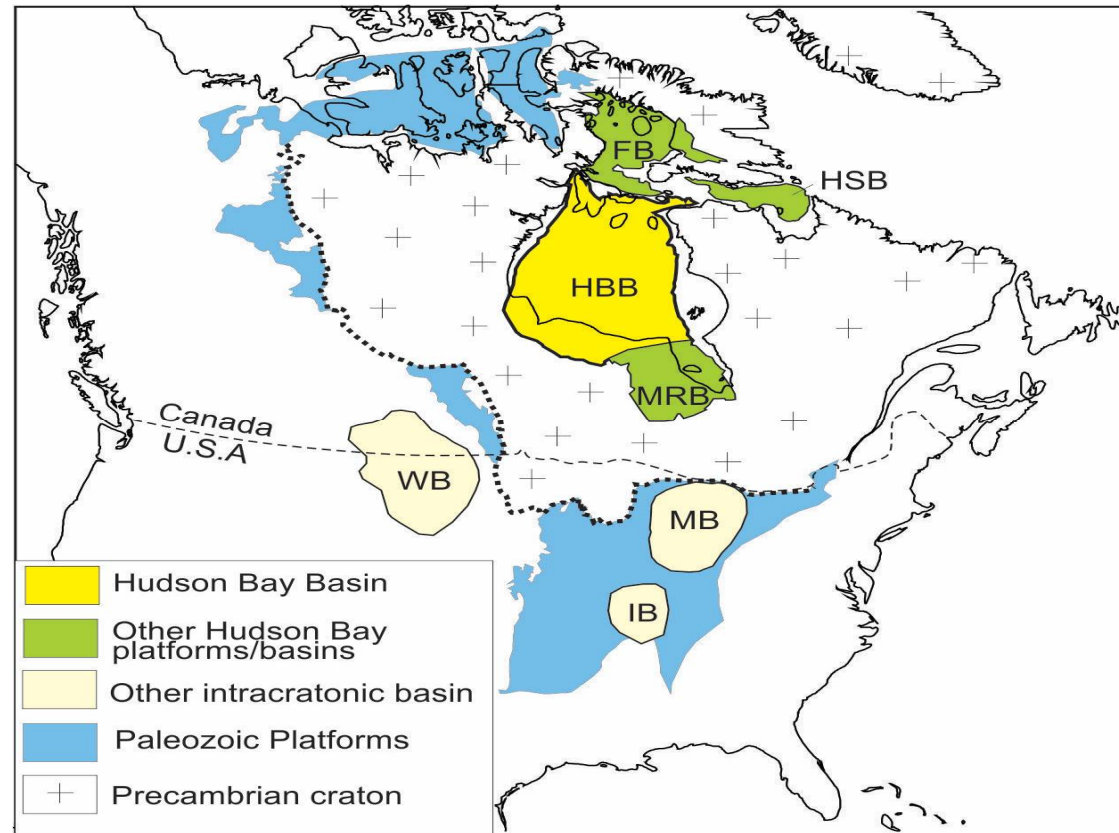 FB
HSB
HBB
MRB
Canada
U.S.A
WB
MB
IB
Hudson Bay Basin
Other Hudson Bay
platforms/basins
Other intracratonic basin
Paleozoic Platforms
Precambrian craton